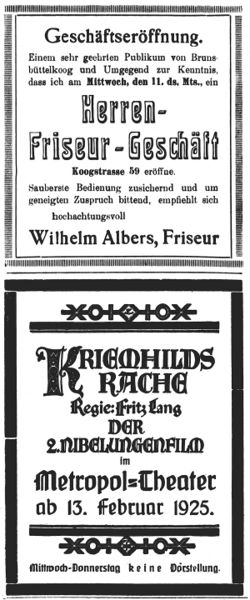 Geschäftseröffnung.
Einem sehr geehrten Publikum von Bruns-
büttelkoog und Umgegend zur Kenntnis,
dass ich am Mittwoch, den 11. ds. Mts., ein
Herren-
Friseur-Geschäft
Koogstrasse 59 eröffne.
Sauberste Bedienung zusichernd und um
geneigten Zuspruch bittend, empfiehlt sich
hochachtungsvoll
Wilhelm Albers, Friseur
KRIEMHILDS
RACHE
Regie: Fritz Lang
DER
2. NIBELUNGENFILM
im
Metropol=Theater
ab 13. Februar 1925.
Mittwoch-Donnerstag keine Vorstellung.